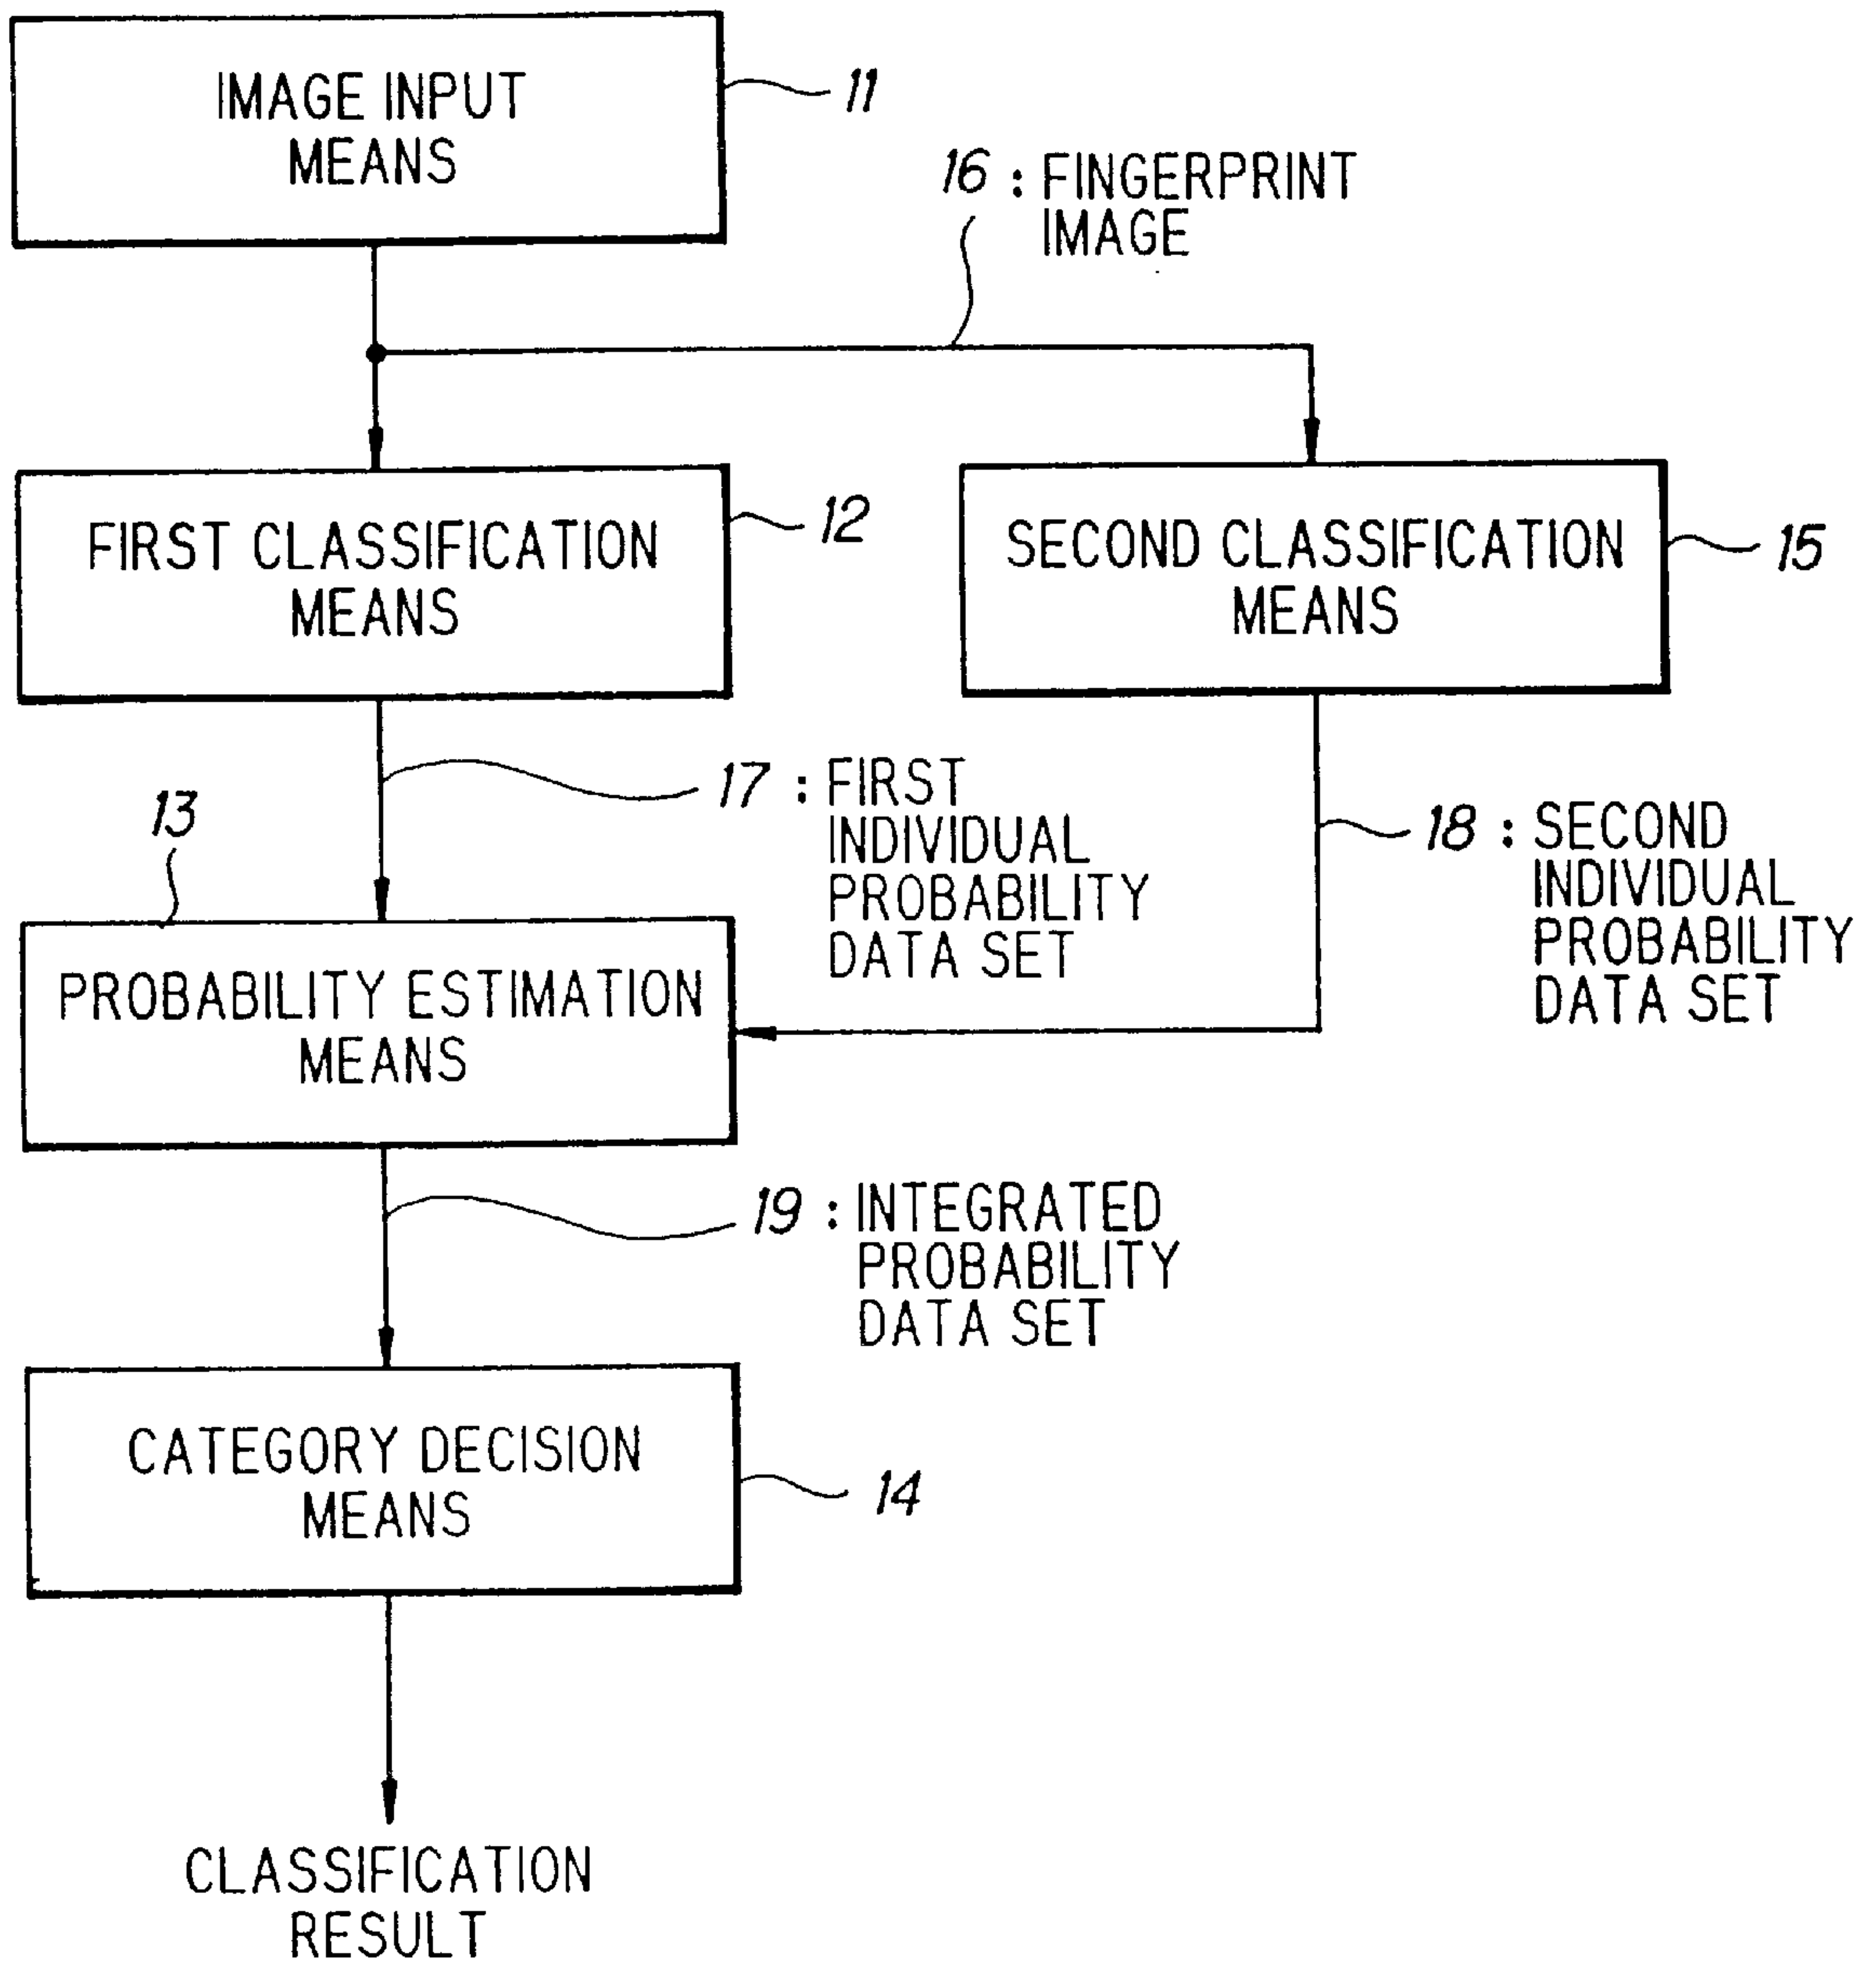 IMAGE INPUT
MEANS
11
16 : FINGERPRINT
IMAGE
FIRST CLASSIFICATION
MEANS
12
SECOND CLASSIFICATION
MEANS
15
17 : FIRST
INDIVIDUAL
PROBABILITY
DATA SET
18 : SECOND
INDIVIDUAL
PROBABILITY
DATA SET
13
PROBABILITY ESTIMATION
MEANS
19 : INTEGRATED
PROBABILITY
DATA SET
CATEGORY DECISION
MEANS
14
CLASSIFICATION
RESULT